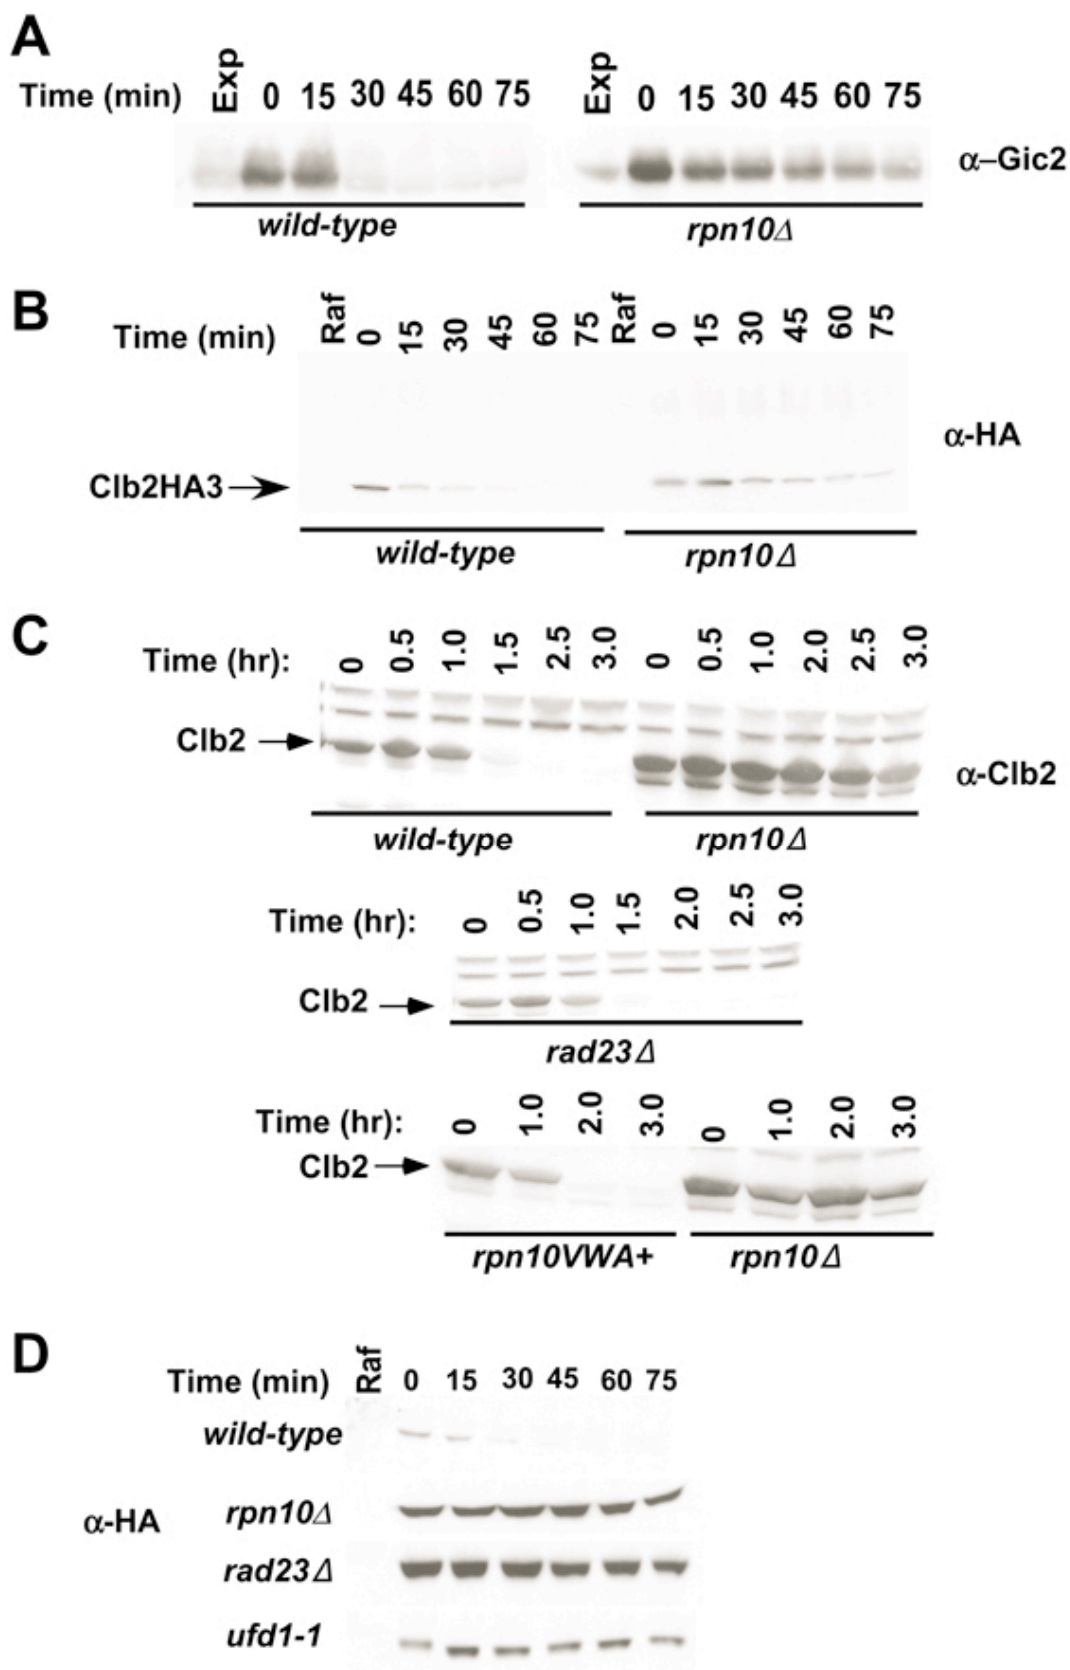 A
Time (min) Exp 0 15 30 45 60 75 Exp 0 15 30 45 60 75
α–Gic2
wild-type rpn10Δ
B
Time (min) Raf 0 15 30 45 60 75 Raf 0 15 30 45 60 75
α-HA
Clb2HA3
wild-type rpn10Δ
C
Time (hr): 0 0.5 1.0 1.5 2.5 3.0 0 0.5 1.0 2.0 2.5 3.0
Clb2
α-Clb2
wild-type rpn10Δ
Time (hr): 0 0.5 1.0 1.5 2.0 2.5 3.0
Clb2
rad23Δ
Time (hr): 0 1.0 2.0 3.0 0 1.0 2.0 3.0
Clb2
rpn10VWA+ rpn10Δ
D
Time (min) Raf 0 15 30 45 60 75
wild-type
α-HA
rpn10Δ
rad23Δ
ufd1-1